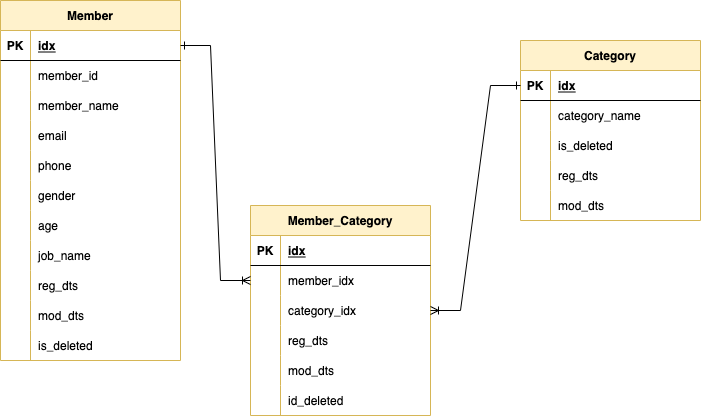 Member
PK idx
member_id
member_name
email
phone
gender
age
job_name
reg_dts
mod_dts
is_deleted
Member_Category
PK idx
member_idx
category_idx
reg_dts
mod_dts
id_deleted
Category
PK idx
category_name
is_deleted
reg_dts
mod_dts